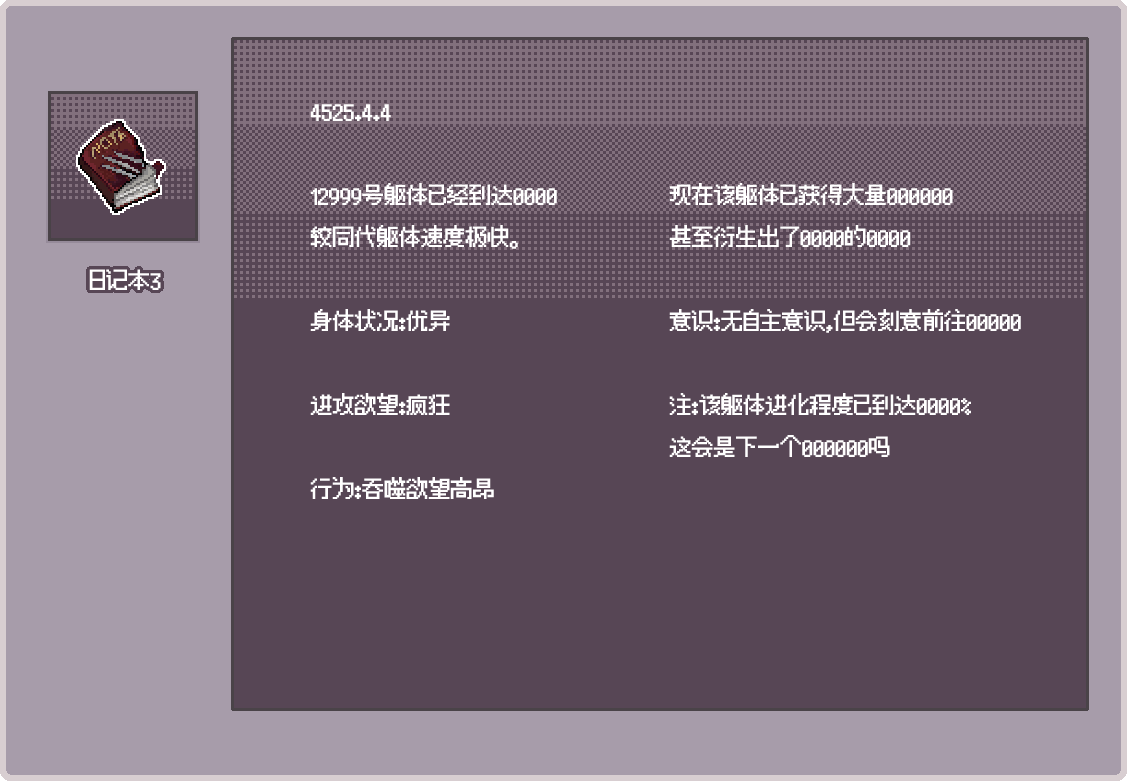 NOTE
日记本3
4525.4.4
12999号躯体已经到达0000
较同代躯体速度极快。
身体状况:优异
进攻欲望:疯狂
行为:吞噬欲望高昂
现在该躯体已获得大量000000
甚至衍生出了0000的0000
意识:无自主意识,但会刻意前往00000
注:该躯体进化程度已到达0000%
这会是下一个000000吗